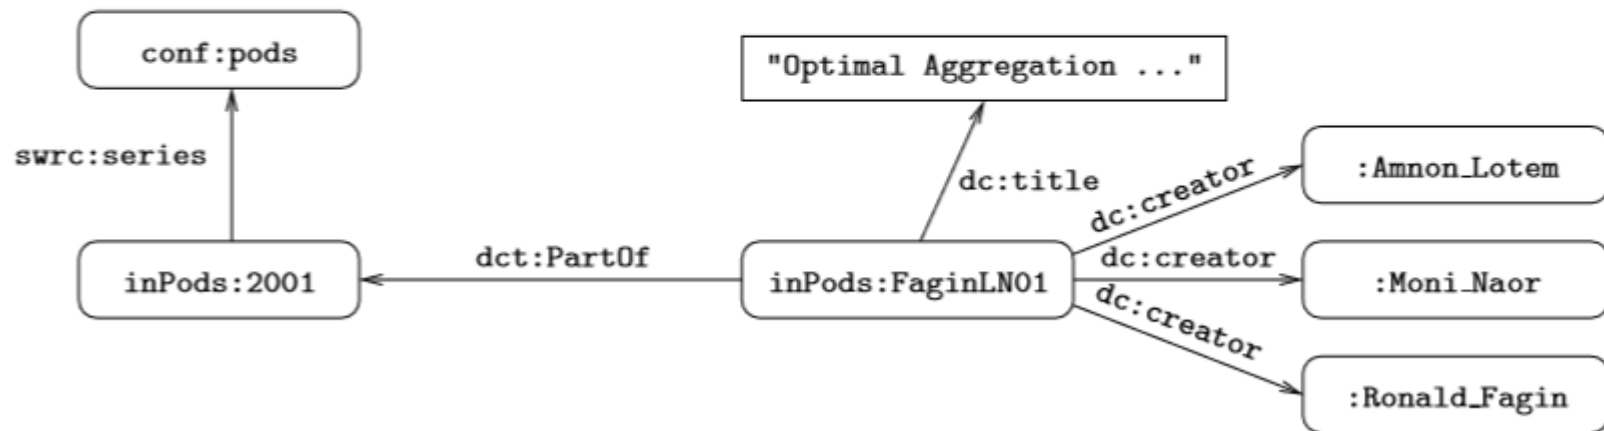 conf:pods
"Optimal Aggregation ..."
swrc:series
dc:title
dc:creator
:Amnon_Lotem
inPods:2001
dct:PartOf
inPods:FaginLN01
dc:creator
:Moni_Naor
dc:creator
:Ronald_Fagin